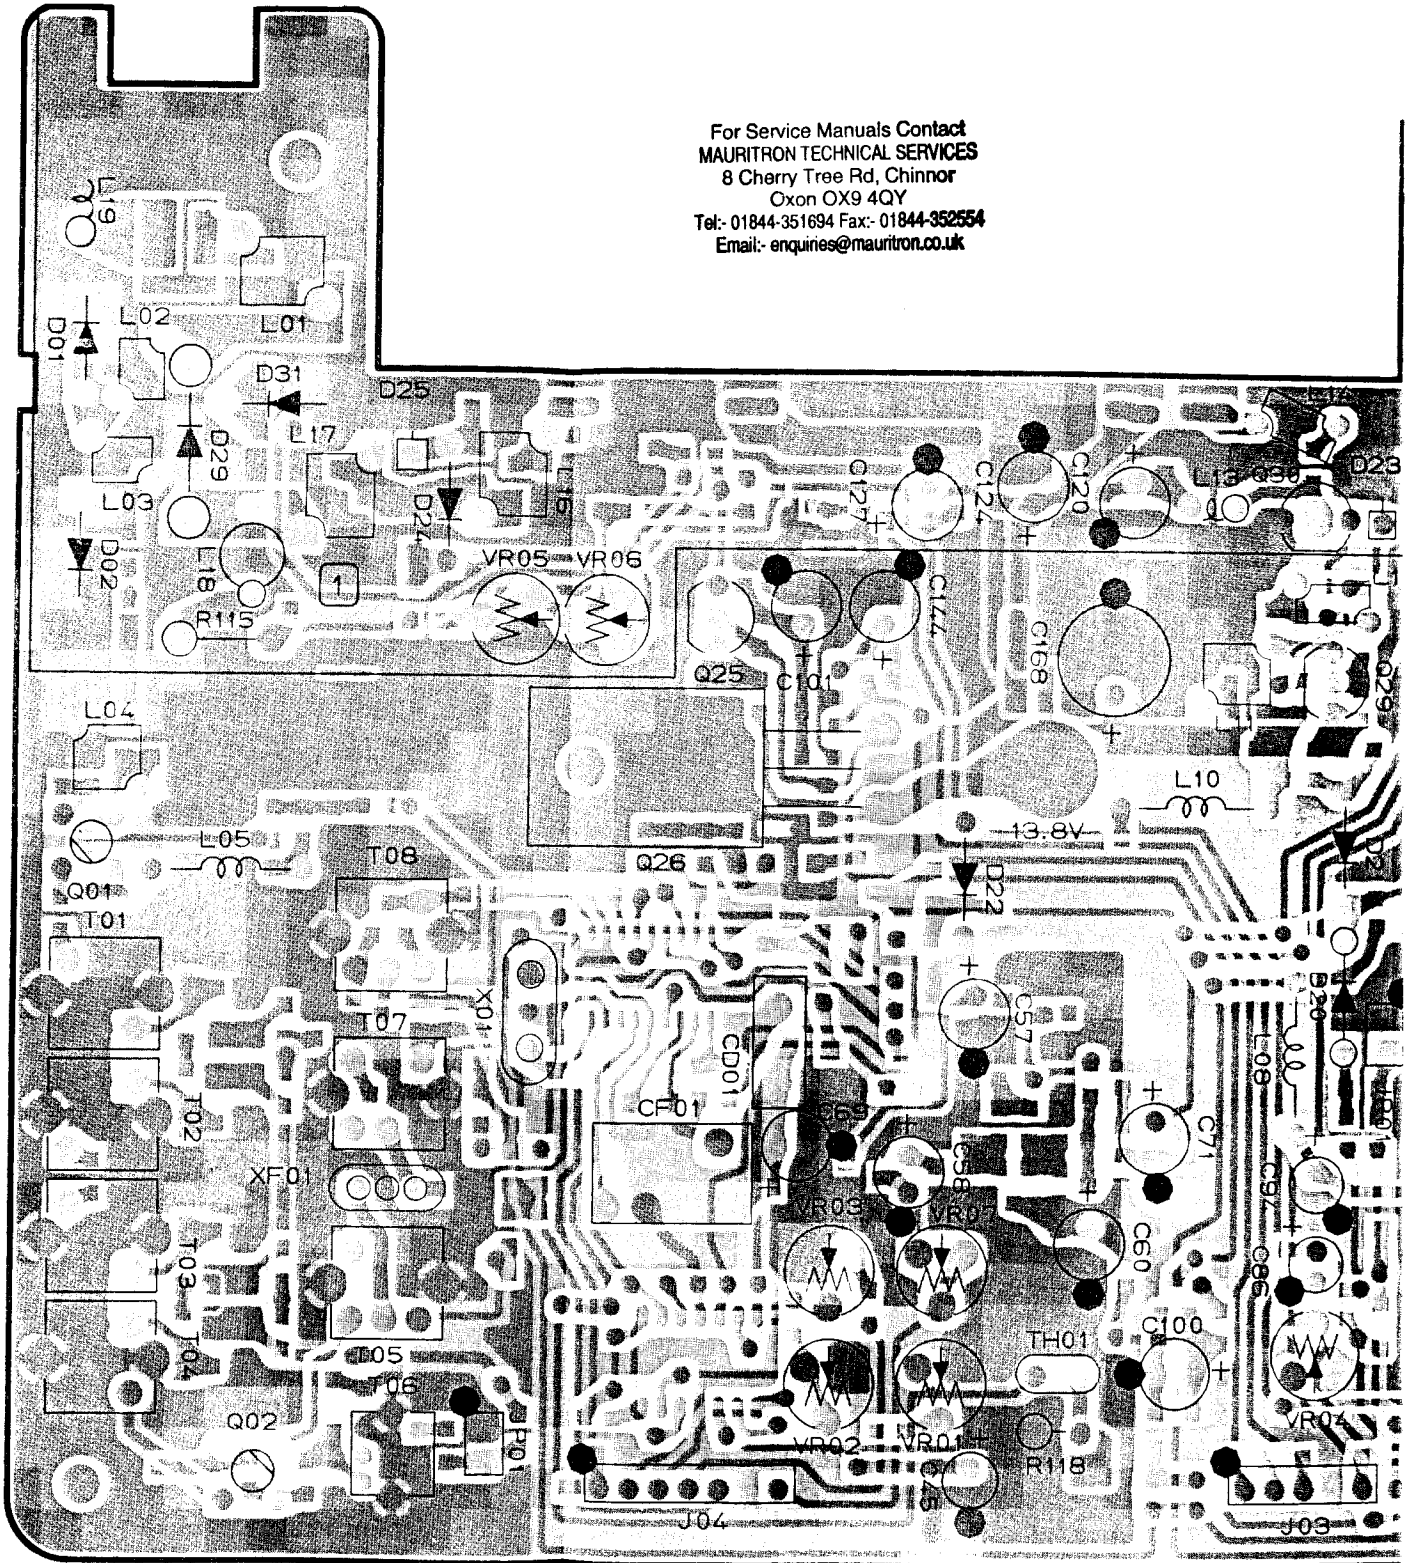 For Service Manuals Contact
MAURITRON TECHNICAL SERVICES
8 Cherry Tree Rd, Chinnor
Oxon OX9 4QY
Tel:- 01844-351694 Fax:- 01844-352554
Email:- enquiries@mauritron.co.uk
L19
L01
L02
D01
D31
D25
L14
L17
D29
L03
D24
L16
C127
C124
C120
L13
Q30
D23
D02
L18
1
VR05
VR06
R115
C144
C168
Q25
C101
Q29
L04
L10
L05
13.8V
T08
Q26
D22
Q01
T01
X01
T07
C57
D20
L08
CD01
CF01
C69
T02
C71
XF01
C58
C94
VR03
VR07
T03
C60
C86
T05
TH01
C100
T04
T06
Q02
JP01
VR02
VR01
VR04
R118
C45
J04
J03